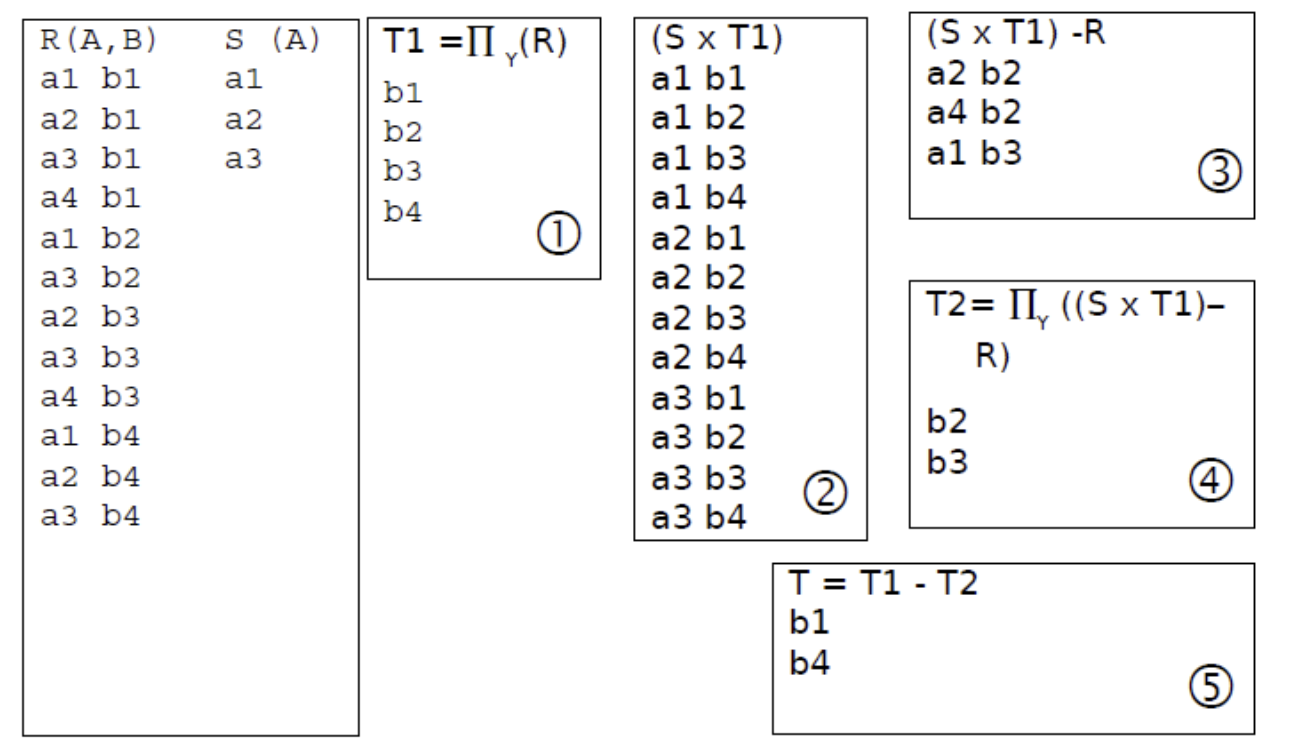 R(A,B) S (A)
a1 b1 a1
a2 b1 a2
a3 b1 a3
a4 b1
a1 b2
a3 b2
a2 b3
a3 b3
a4 b3
a1 b4
a2 b4
a3 b4
T1 =∏ Y(R)
b1
b2
b3
b4
①
(S x T1)
a1 b1
a1 b2
a1 b3
a1 b4
a2 b1
a2 b2
a2 b3
a2 b4
a3 b1
a3 b2
a3 b3
a3 b4
②
(S x T1) -R
a2 b2
a4 b2
a1 b3
③
T2= ∏Y ((S x T1)–
R)
b2
b3
④
T = T1 - T2
b1
b4
⑤